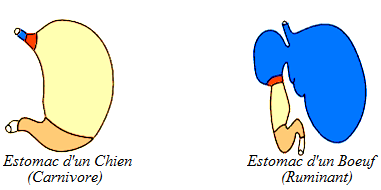 Estomac d'un Chien
(Carnivore)
Estomac d'un Boeuf
(Ruminant)